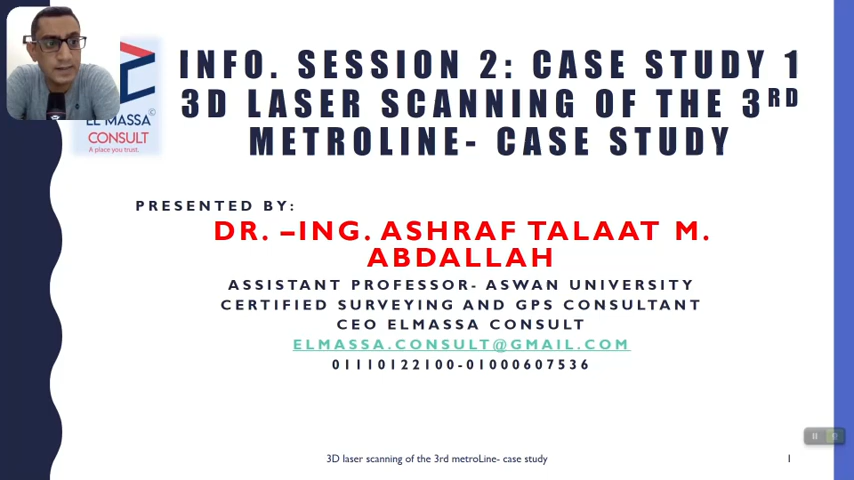 INFO. SESSION 2: CASE STUDY 1
3D LASER SCANNING OF THE 3RD
METROLINE- CASE STUDY
EL MASSA
CONSULT
A place you trust.
PRESENTED BY:
DR. –ING. ASHRAF TALAAT M.
ABDALLAH
ASSISTANT PROFESSOR- ASWAN UNIVERSITY
CERTIFIED SURVEYING AND GPS CONSULTANT
CEO ELMASSA CONSULT
ELMASSA.CONSULT@GMAIL.COM
01110122100-01000607536
3D laser scanning of the 3rd metroLine- case study
1